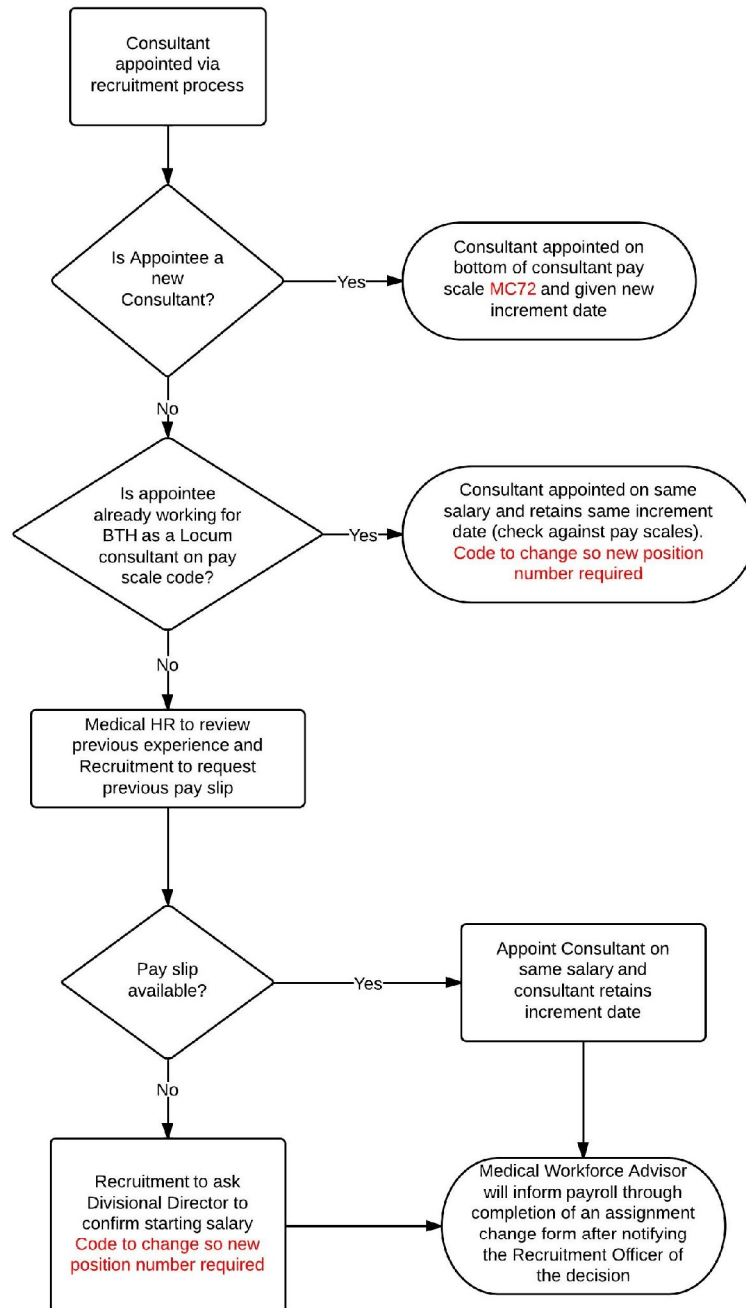 Consultant
appointed via
recruitment process
Is Appointee a
new
Consultant?
Yes
Consultant appointed on
bottom of consultant pay
scale MC72 and given new
increment date
No
Is appointee
already working for
BTH as a Locum
consultant on pay
scale code?
Yes
Consultant appointed on same
salary and retains same increment
date (check against pay scales).
Code to change so new position
number required
No
Medical HR to review
previous experience and
Recruitment to request
previous pay slip
Pay slip
available?
Yes
Appoint Consultant on
same salary and
consultant retains
increment date
No
Recruitment to ask
Divisional Director to
confirm starting salary
Code to change so new
position number required
Medical Workforce Advisor
will inform payroll through
completion of an assignment
change form after notifying
the Recruitment Officer of
the decision